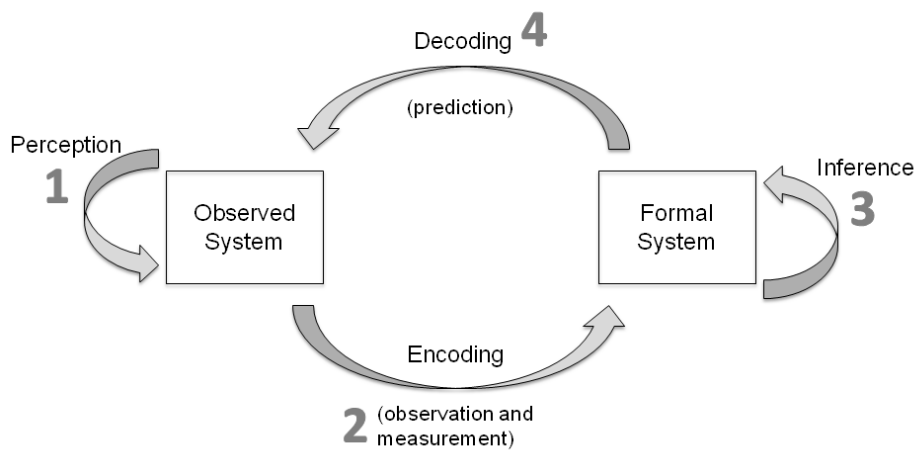 Decoding 4
(prediction)
Perception
1
Observed
System
Formal
System
Inference
3
Encoding
2 (observation and
measurement)